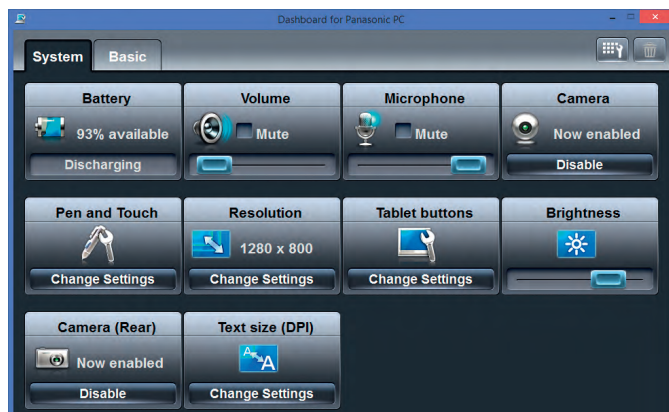 Dashboard for Panasonic PC
System Basic
Battery
93% available
Discharging
Volume
Mute
Microphone
Mute
Camera
Now enabled
Disable
Pen and Touch
Change Settings
Resolution
1280 x 800
Change Settings
Tablet buttons
Change Settings
Brightness
Camera (Rear)
Now enabled
Disable
Text size (DPI)
A A
Change Settings